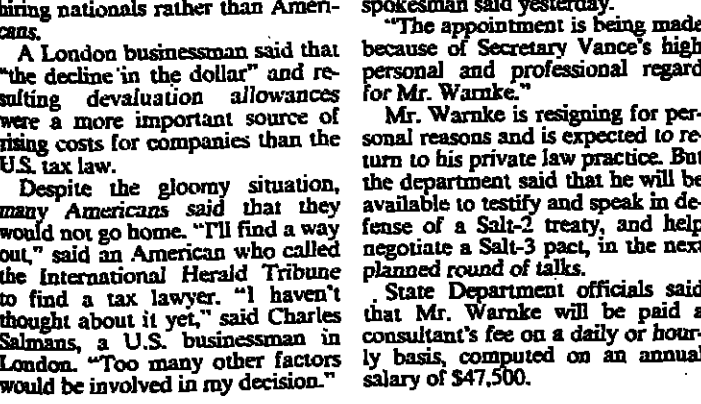 hiring nationals rather than Ameri-
cans.
A London businessman said that
"the decline in the dollar" and re-
sulting devaluation allowances
were a more important source of
rising costs for companies than the
U.S. tax law.
Despite the gloomy situation,
many Americans said that they
would not go home. "I'll find a way
out," said an American who called
the International Herald Tribune
to find a tax lawyer. "I haven't
thought about it yet," said Charles
Salmans, a U.S. businessman in
London. "Too many other factors
would be involved in my decision."
spokesman said yesterday.
"The appointment is being made
because of Secretary Vance's high
personal and professional regard
for Mr. Warnke."
Mr. Warnke is resigning for per-
sonal reasons and is expected to re-
turn to his private law practice. But
the department said that he will be
available to testify and speak in de-
fense of a Salt-2 treaty, and help
negotiate a Salt-3 pact, in the next
planned round of talks.
State Department officials said
that Mr. Warnke will be paid a
consultant's fee on a daily or hour-
ly basis, computed on an annual
salary of $47,500.